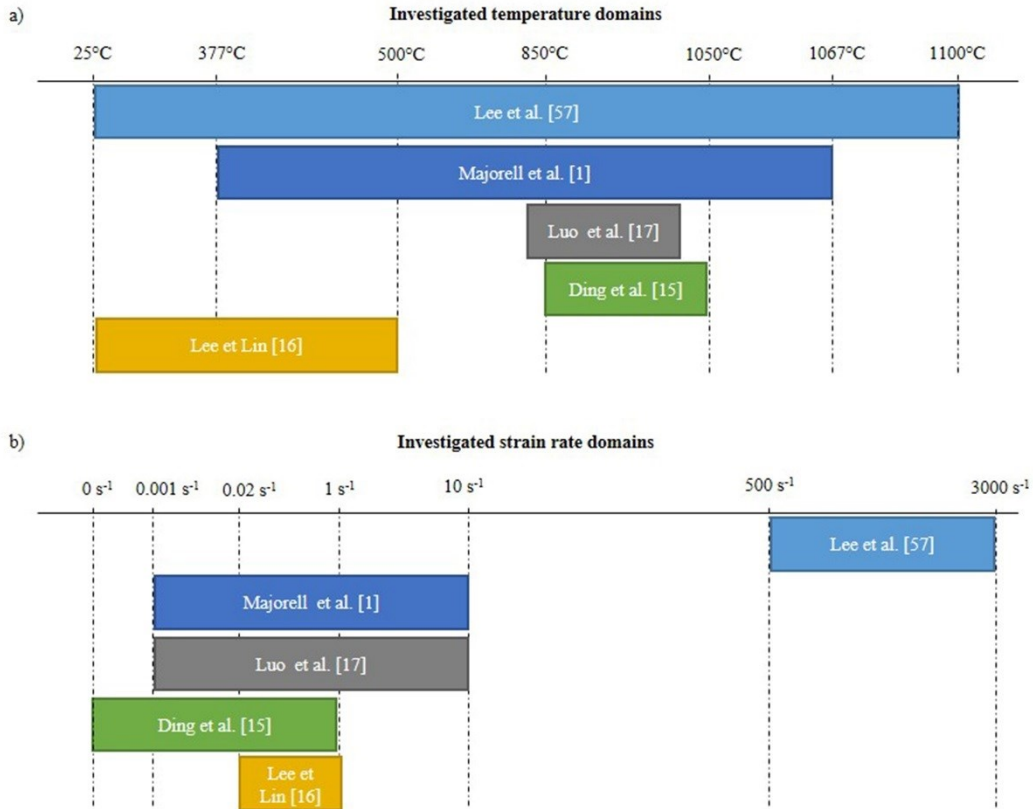 a)
Investigated temperature domains
25°C 377°C 500°C 850°C 1050°C 1067°C 1100°C
Lee et al. [57]
Majorell et al. [1]
Luo et al. [17]
Ding et al. [15]
Lee et Lin [16]
b)
Investigated strain rate domains
0 s⁻¹ 0.001 s⁻¹ 0.02 s⁻¹ 1 s⁻¹ 10 s⁻¹ 500 s⁻¹ 3000 s⁻¹
Lee et al. [57]
Majorell et al. [1]
Luo et al. [17]
Ding et al. [15]
Lee et
Lin [16]